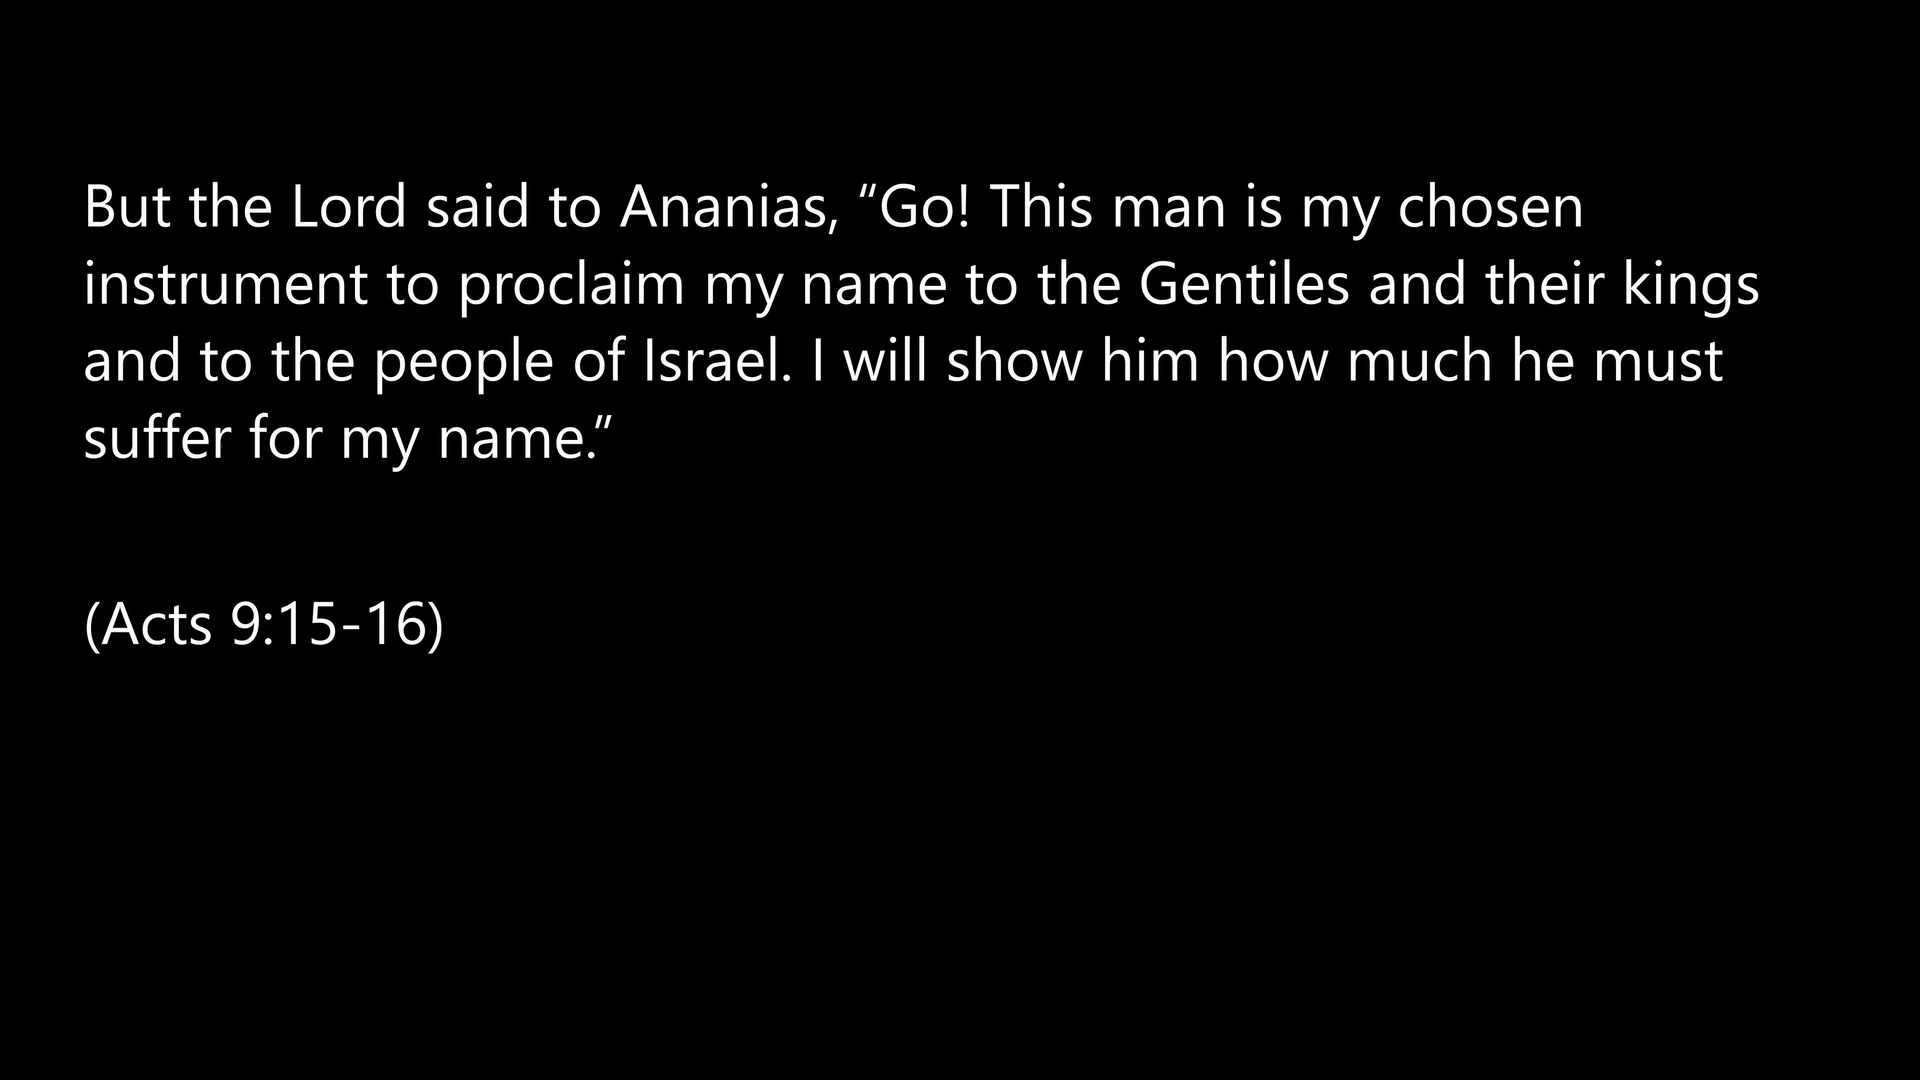 But the Lord said to Ananias, “Go! This man is my chosen
instrument to proclaim my name to the Gentiles and their kings
and to the people of Israel. I will show him how much he must
suffer for my name.”
(Acts 9:15-16)